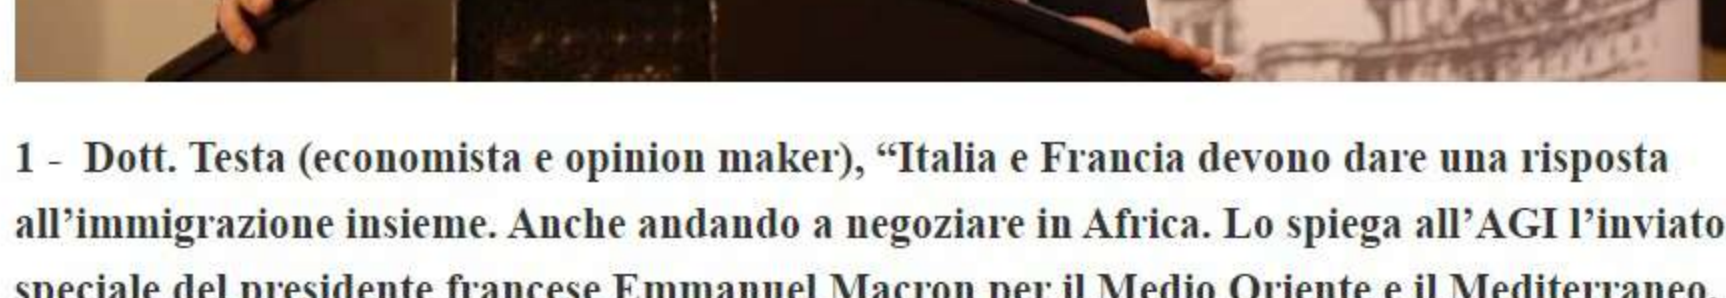 1 - Dott. Testa (economista e opinion maker), “Italia e Francia devono dare una risposta
all’immigrazione insieme. Anche andando a negoziare in Africa. Lo spiega all’AGI l’inviato
speciale del presidente francese Emmanuel Macron per il Medio Oriente e il Mediterraneo.